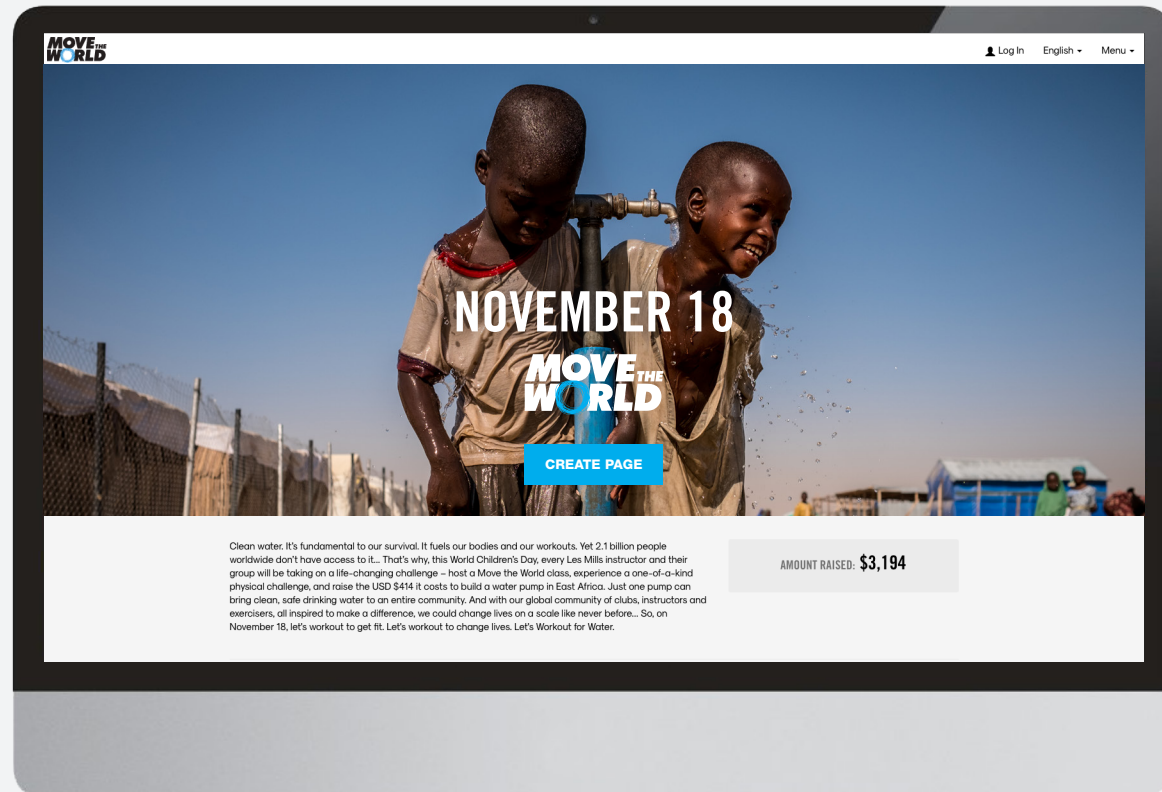 MOVE THE
WORLD
Log In English Menu
NOVEMBER 18
MOVE THE
WORLD
CREATE PAGE
Clean water. It's fundamental to our survival. It fuels our bodies and our workouts. Yet 2.1 billion people
worldwide don't have access to it... That's why, this World Children's Day, every Les Mills instructor and their
group will be taking on a life-changing challenge – host a Move the World class, experience a one-of-a-kind
physical challenge, and raise the USD $414 it costs to build a water pump in East Africa. Just one pump can
bring clean, safe drinking water to an entire community. And with our global community of clubs, instructors and
exercisers, all inspired to make a difference, we could change lives on a scale like never before... So, on
November 18, let's workout to get fit. Let's workout to change lives. Let's Workout for Water.
AMOUNT RAISED: $3,194